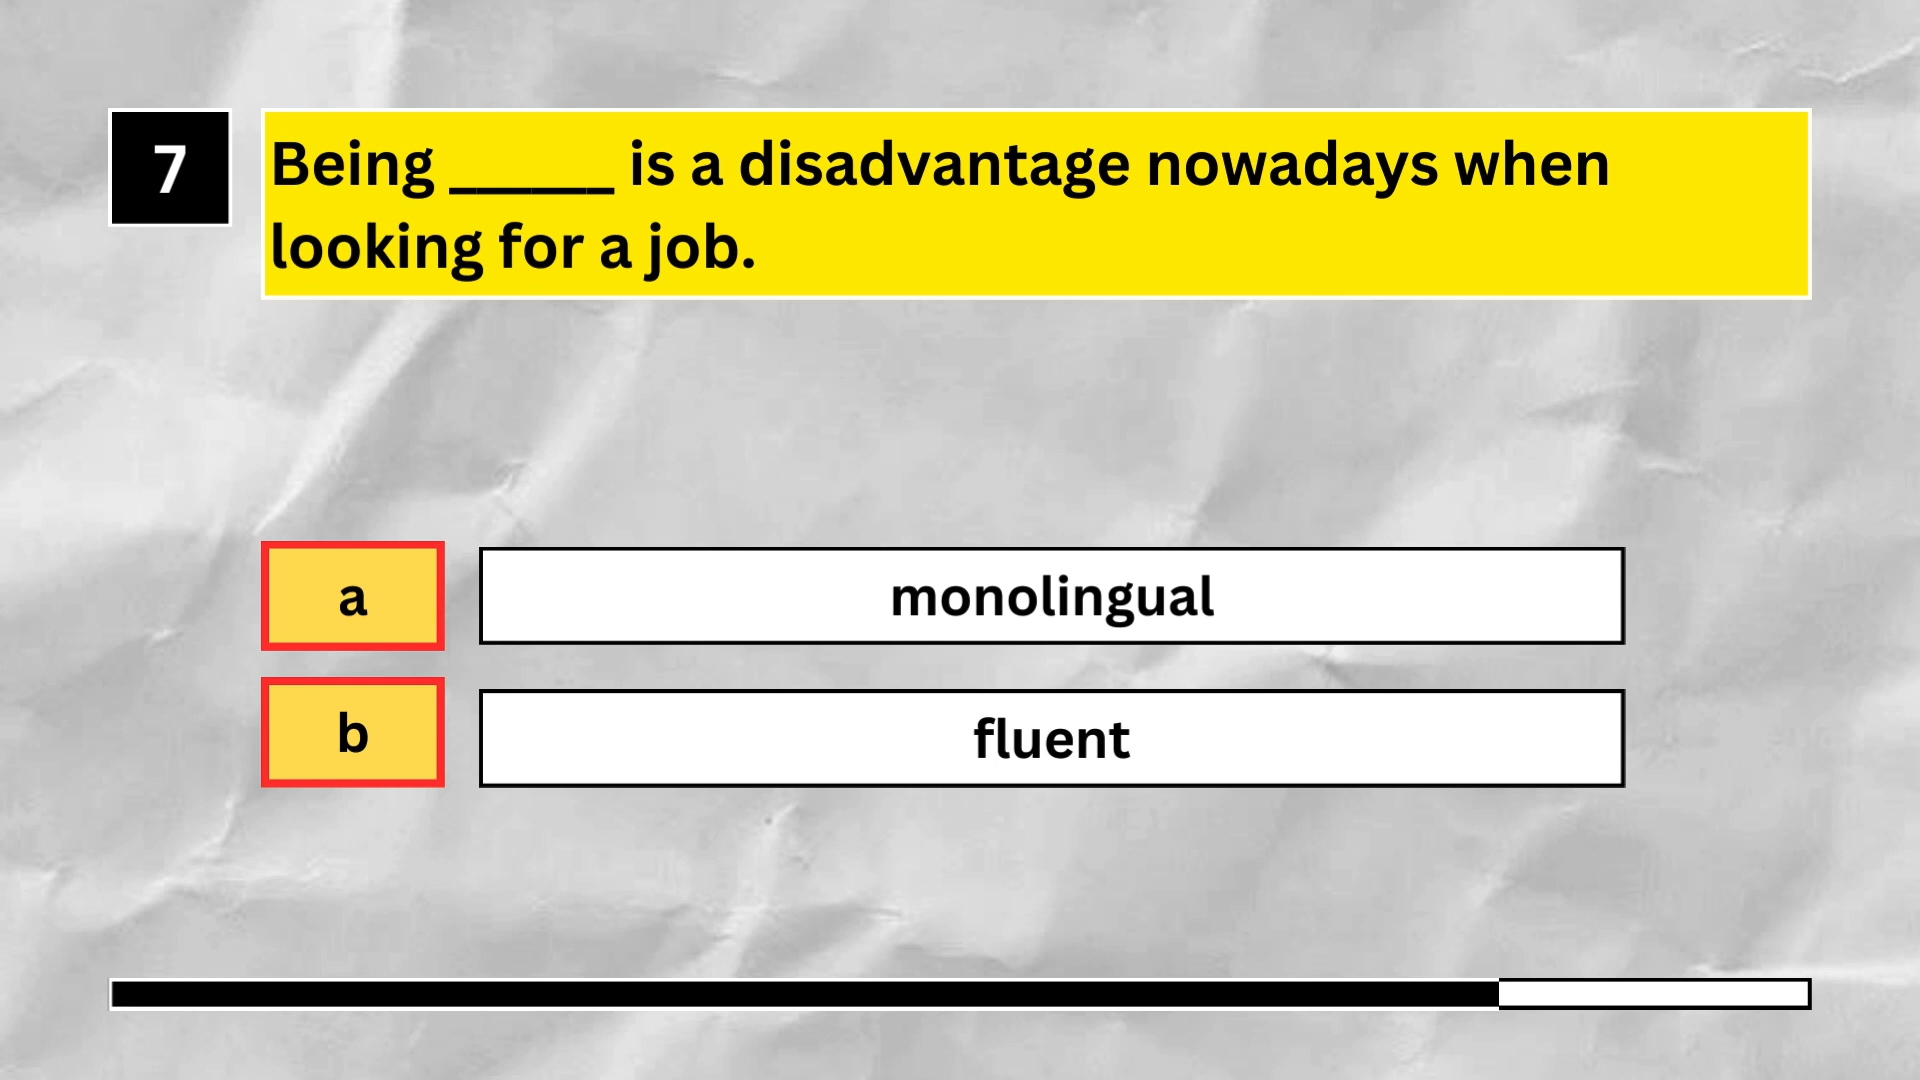 7
Being ______ is a disadvantage nowadays when
looking for a job.
a
monolingual
b
fluent